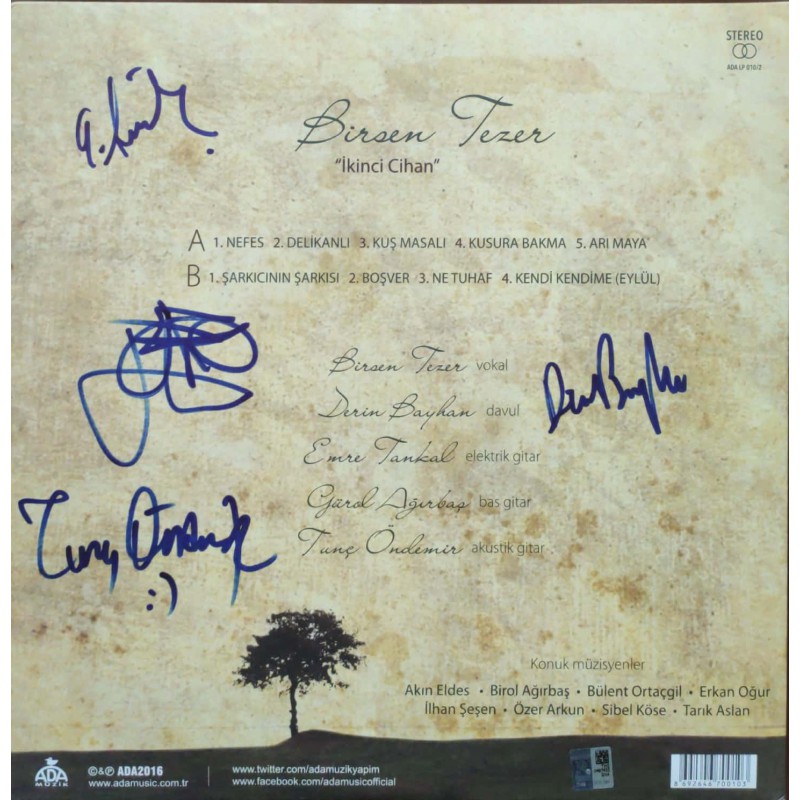 STEREO
ADA LP 010/2
Birsen Tezer
"İkinci Cihan"
A 1. NEFES 2. DELİKANLI 3. KUŞ MASALI 4. KUSURA BAKMA 5. ARI MAYA
B 1. ŞARKICININ ŞARKISI 2. BOŞVER 3. NE TUHAF 4. KENDİ KENDİME (EYLÜL)
Birsen Tezer vokal
Derin Bayhan davul
Emre Tankal elektrik gitar
Gürol Ağırbaş bas gitar
Tunç Öndemir akustik gitar
:)
Konuk müzisyenler
Akın Eldes • Birol Ağırbaş • Bülent Ortaçgil • Erkan Oğur
İlhan Şeşen • Özer Arkun • Sibel Köse • Tarık Aslan
ADA
MÜZİK
©&℗ ADA2016
www.adamusic.com.tr
www.twitter.com/adamuzikyapim
www.facebook.com/adamusicofficial
8 692646 700103